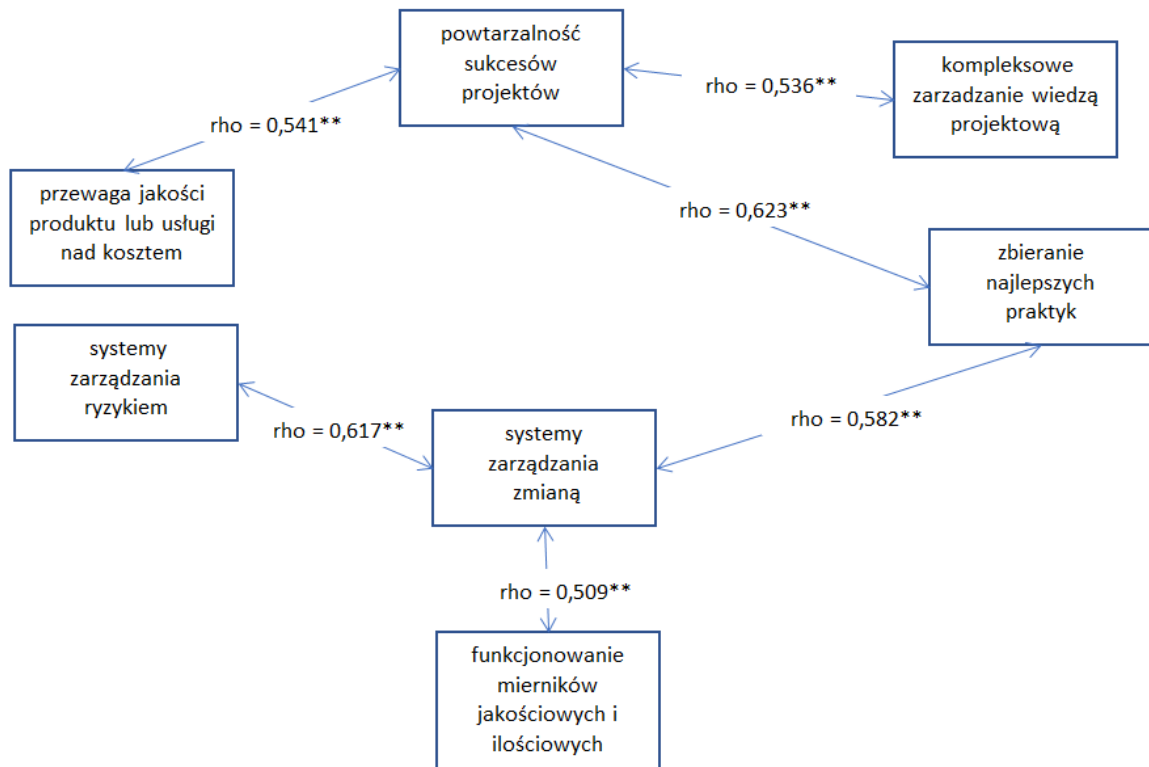 powtarzalność
sukcesów
projektów
kompleksowe
zarzadzanie wiedzą
projektową
rho = 0,536**
rho = 0,541**
przewaga jakości
produktu lub usługi
nad kosztem
rho = 0,623**
zbieranie
najlepszych
praktyk
systemy
zarządzania
ryzykiem
rho = 0,617**
systemy
zarządzania
zmianą
rho = 0,582**
rho = 0,509**
funkcjonowanie
mierników
jakościowych i
ilościowych